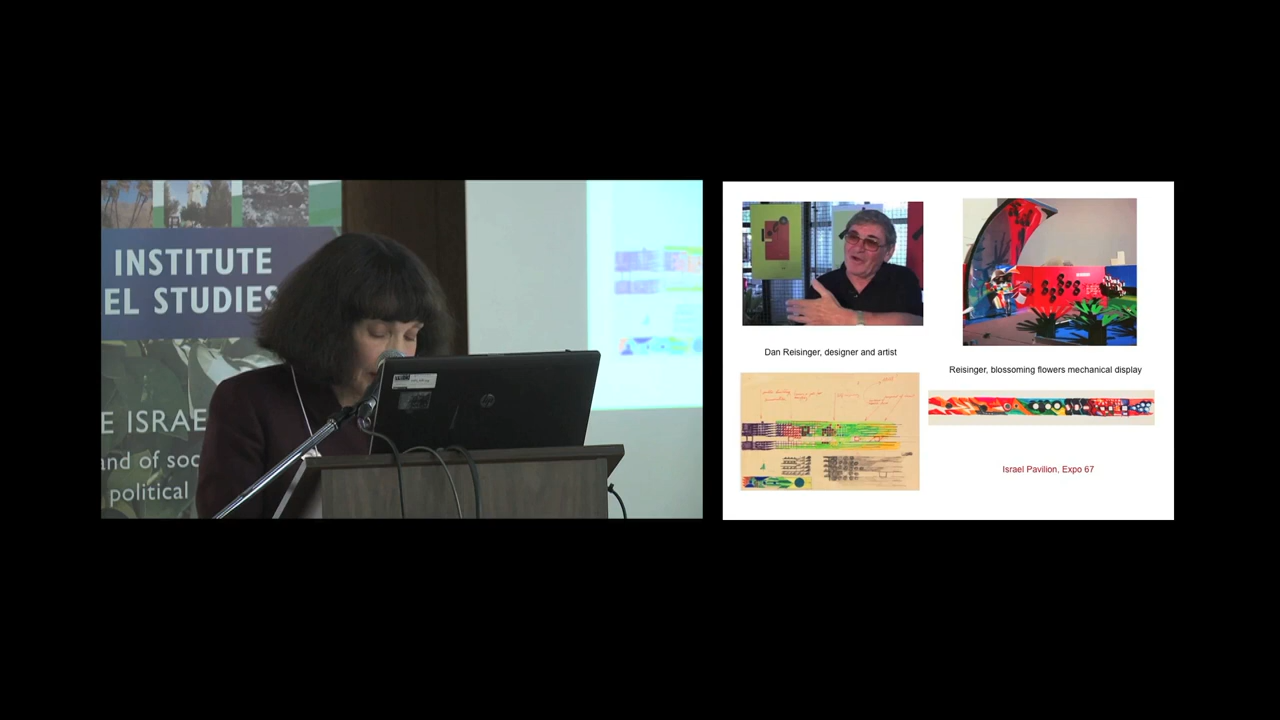 INSTITUTE
EL STUDIES
E ISRAE
and of soc
political
Dan Reisinger, designer and artist
Reisinger, blossoming flowers mechanical display
Israel Pavilion, Expo 67